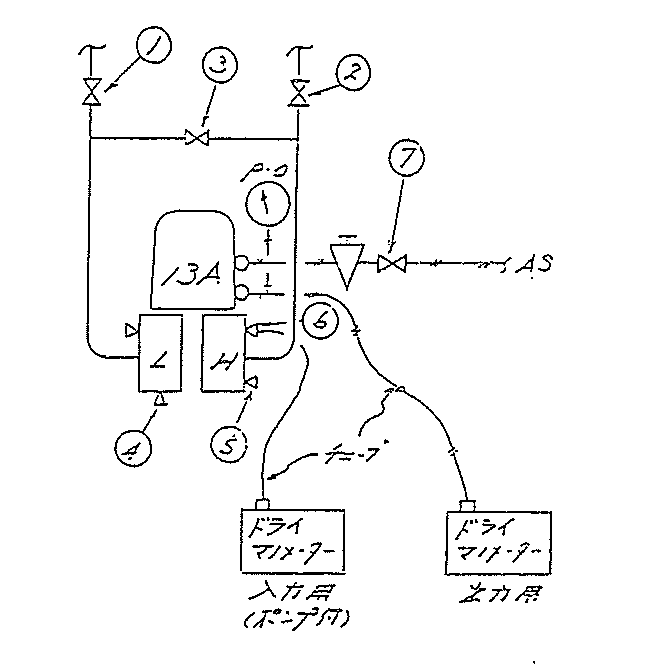 1
3
2
7
P.O
13A
AS
6
L
H
4
5
チューブ
ドライ
マノメーター
入力用
(ポンプ付)
ドライ
マノメーター
出力用